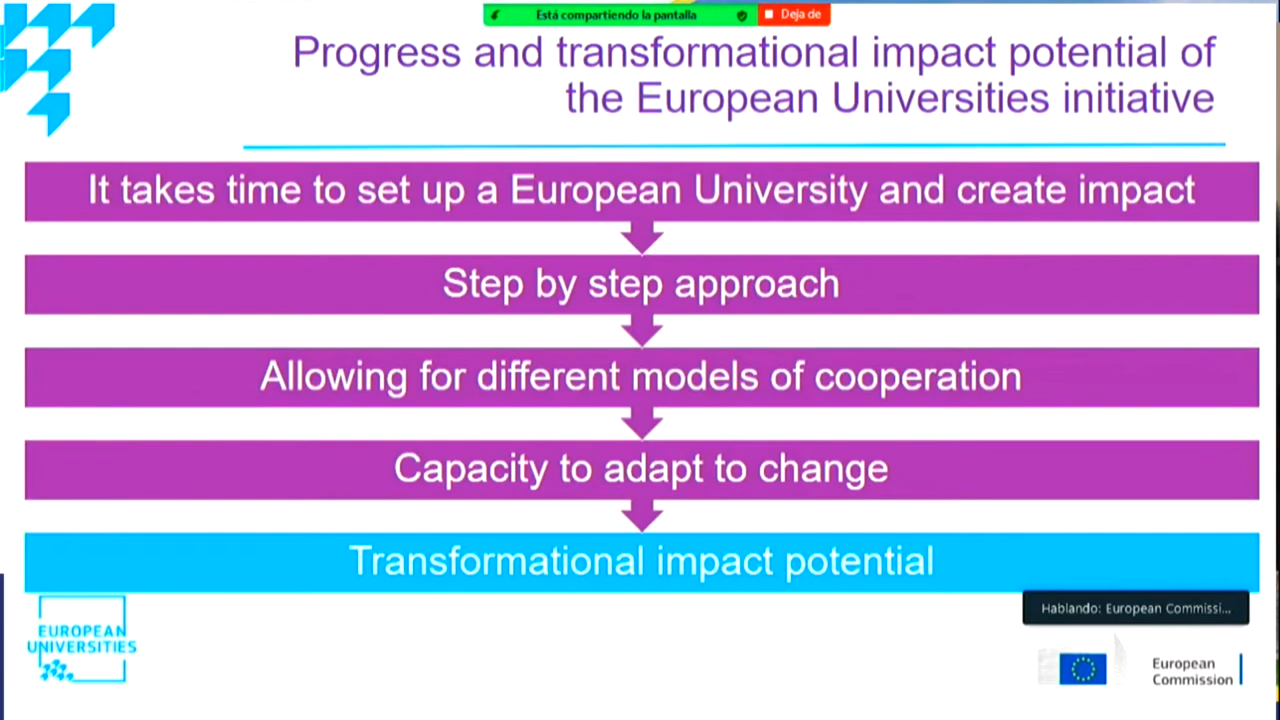 Está compartiendo la pantalla
Deja de
Progress and transformational impact potential of
the European Universities initiative
It takes time to set up a European University and create impact
Step by step approach
Allowing for different models of cooperation
Capacity to adapt to change
Transformational impact potential
Hablando: European Commissi...
EUROPEAN
UNIVERSITIES
European
Commission